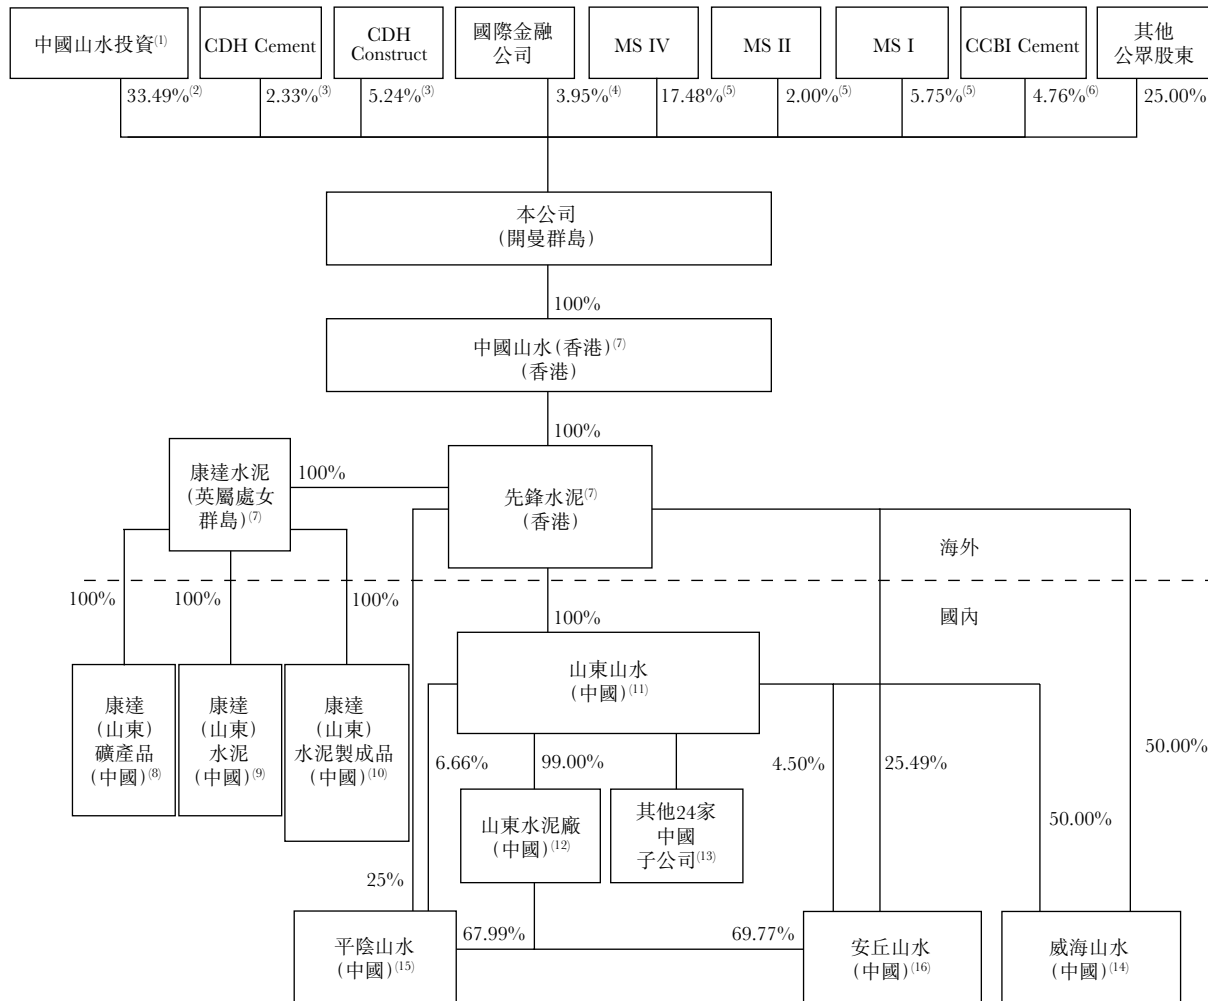 中國山水投資(1)
CDH Cement
CDH
Construct
國際金融
公司
MS IV
MS II
MS I
CCBI Cement
其他
公眾股東
33.49%(2)
2.33%(3)
5.24%(3)
3.95%(4)
17.48%(5)
2.00%(5)
5.75%(5)
4.76%(6)
25.00%
本公司
(開曼群島)
100%
中國山水(香港)(7)
(香港)
100%
康達水泥
(英屬處女
群島)(7)
100%
先鋒水泥(7)
(香港)
海外
100%
100%
100%
100%
國內
山東山水
(中國)(11)
康達
(山東)
礦產品
(中國)(8)
康達
(山東)
水泥
(中國)(9)
康達
(山東)
水泥製成品
(中國)(10)
6.66%
99.00%
4.50%
25.49%
50.00%
山東水泥廠
(中國)(12)
其他24家
中國
子公司(13)
50.00%
25%
平陰山水
(中國)(15)
67.99%
69.77%
安丘山水
(中國)(16)
威海山水
(中國)(14)